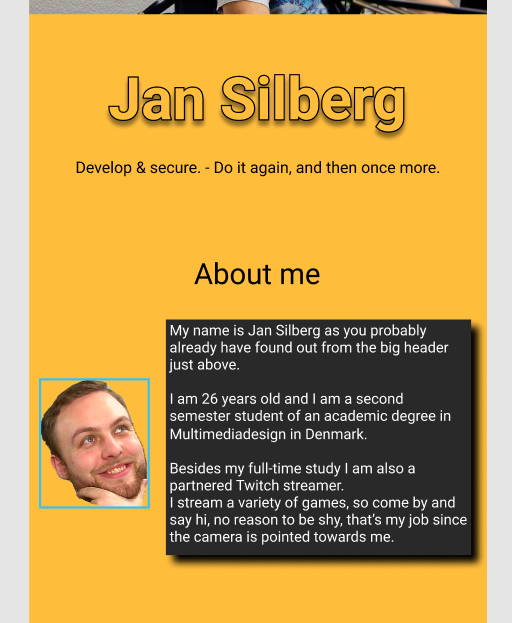 Jan Silberg
Develop & secure. - Do it again, and then once more.
About me
My name is Jan Silberg as you probably
already have found out from the big header
just above.
I am 26 years old and I am a second
semester student of an academic degree in
Multimediadesign in Denmark.
Besides my full-time study I am also a
partnered Twitch streamer.
I stream a variety of games, so come by and
say hi, no reason to be shy, that's my job since
the camera is pointed towards me.